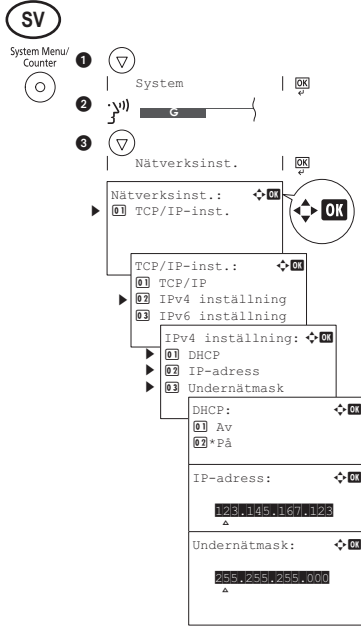 SV
System Menu/
Counter
1
System
OK
2
G
3
Nätverksinst.
OK
Nätverksinst.: OK
01 TCP/IP-inst.
OK
TCP/IP-inst.: OK
01 TCP/IP
02 IPv4 inställning
03 IPv6 inställning
IPv4 inställning: OK
01 DHCP
02 IP-adress
03 Undernätmask
DHCP: OK
01 Av
02*På
IP-adress: OK
123.145.167.123
Undernätmask: OK
255.255.255.000